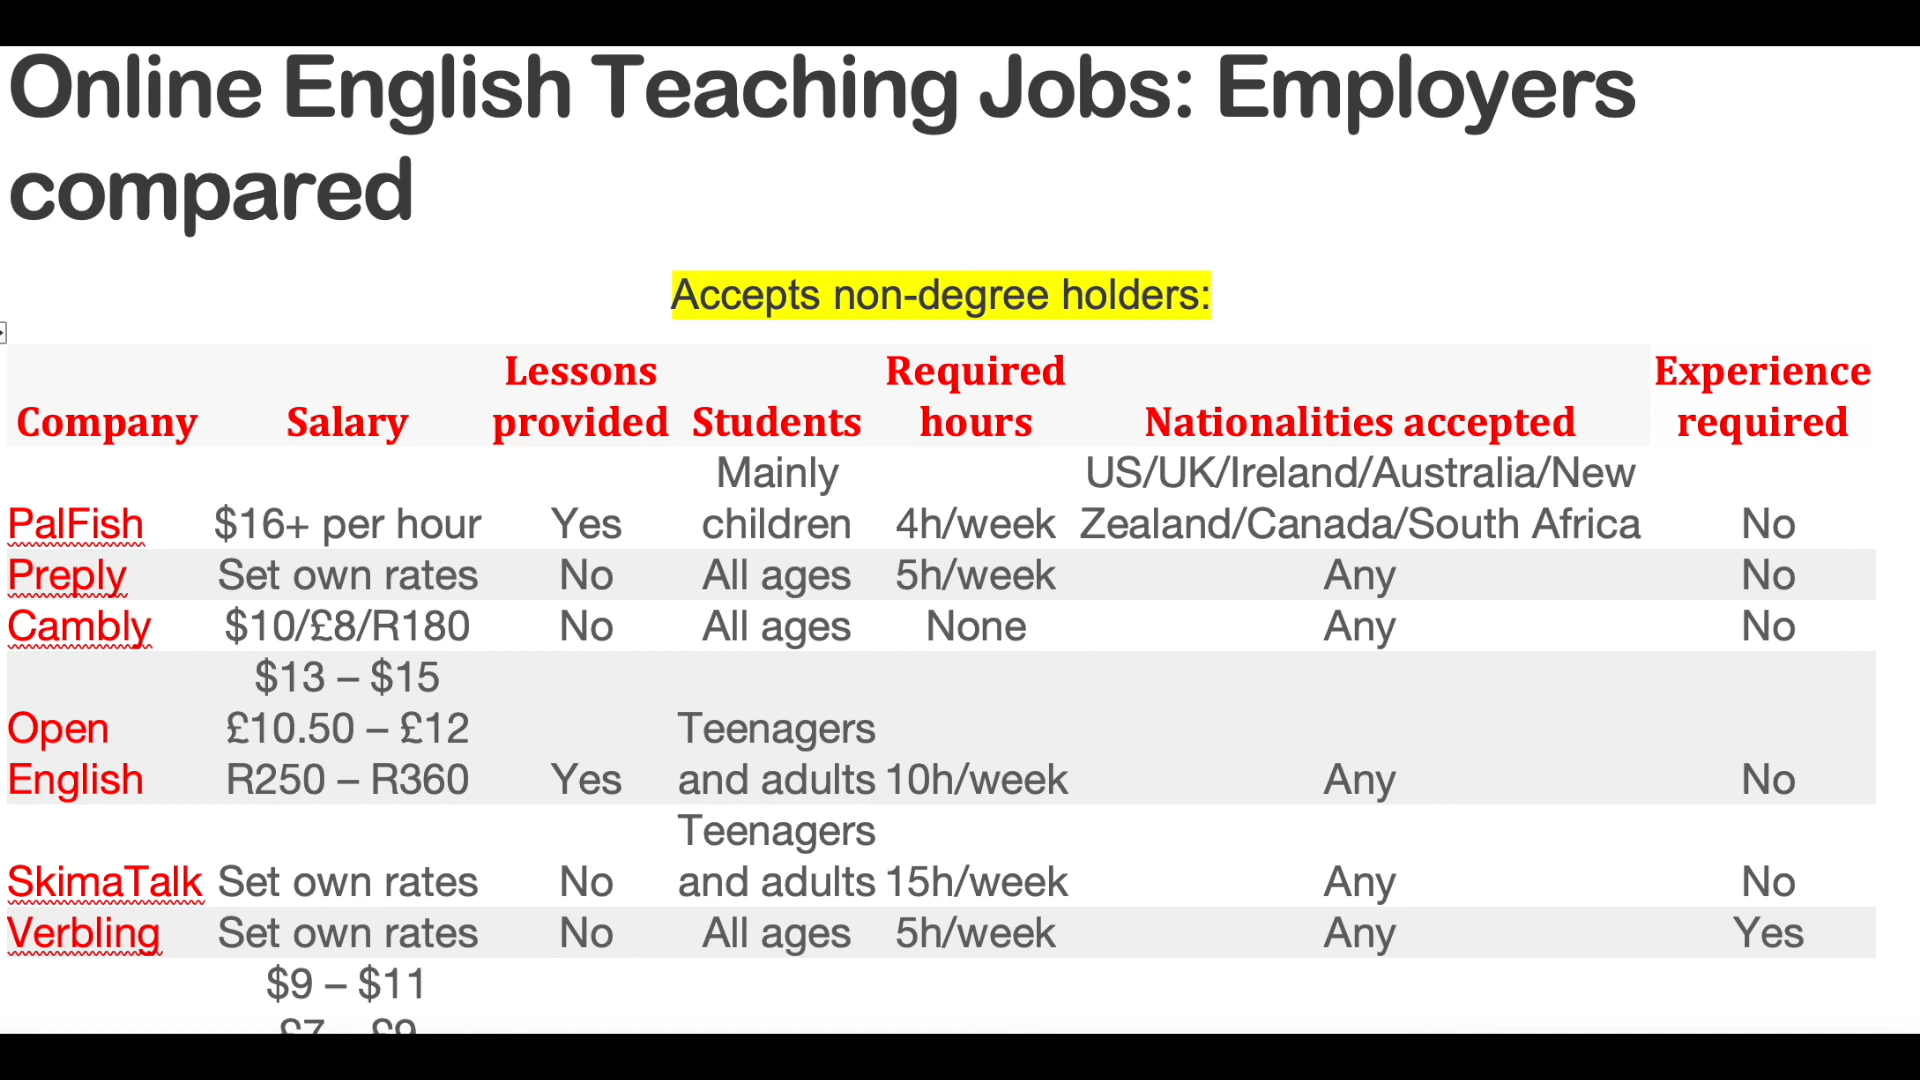 Online English Teaching Jobs: Employers
compared
Accepts non-degree holders:
Company Salary Lessons provided Students Required hours Nationalities accepted Experience required
PalFish $16+ per hour Yes Mainly children 4h/week US/UK/Ireland/Australia/New Zealand/Canada/South Africa No
Preply Set own rates No All ages 5h/week Any No
Cambly $10/£8/R180 No All ages None Any No
Open English $13 – $15 £10.50 – £12 R250 – R360 Yes Teenagers and adults 10h/week Any No
SkimaTalk Set own rates No Teenagers and adults 15h/week Any No
Verbling Set own rates No All ages 5h/week Any Yes
$9 – $11